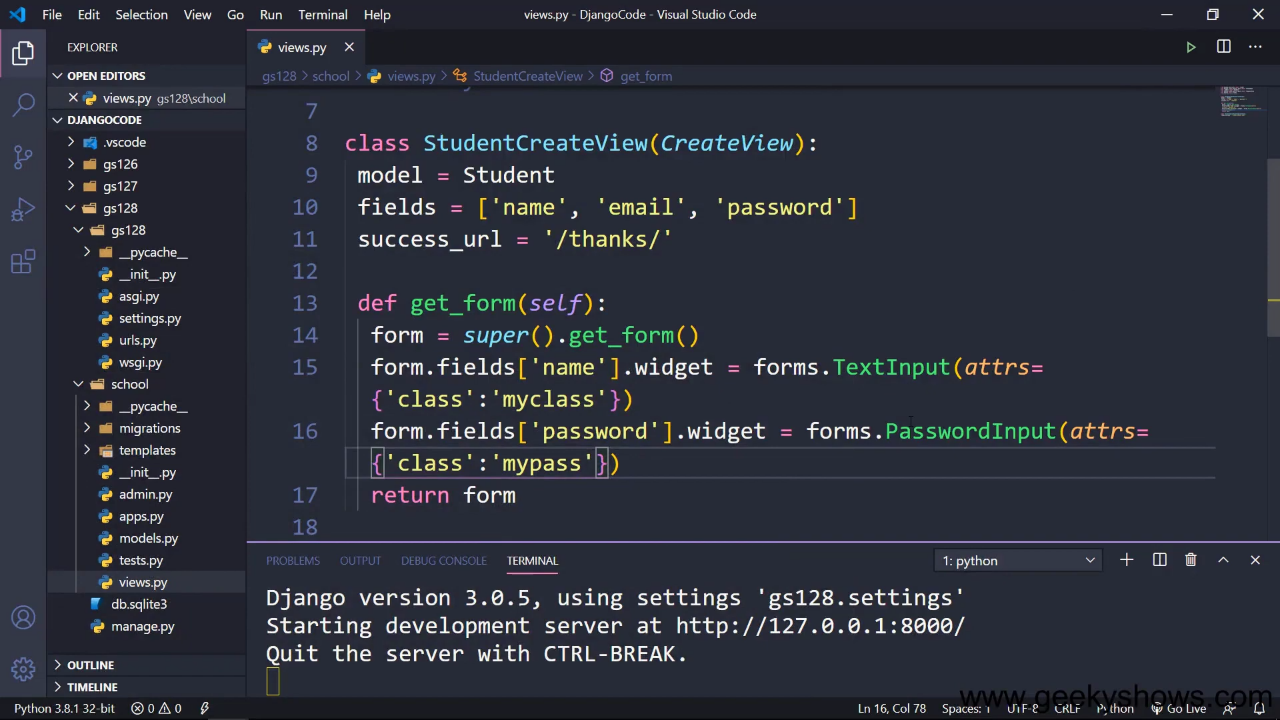 File Edit Selection View Go Run Terminal Help
views.py - DjangoCode - Visual Studio Code
EXPLORER
OPEN EDITORS
views.py gs128\school
DJANGOCODE
.vscode
gs126
gs127
gs128
gs128
__pycache__
__init__.py
asgi.py
settings.py
urls.py
wsgi.py
school
__pycache__
migrations
templates
__init__.py
admin.py
apps.py
models.py
tests.py
views.py
db.sqlite3
manage.py
OUTLINE
TIMELINE
views.py
gs128 > school > views.py > StudentCreateView > get_form
7
8 class StudentCreateView(CreateView):
9 model = Student
10 fields = ['name', 'email', 'password']
11 success_url = '/thanks/'
12
13 def get_form(self):
14 form = super().get_form()
15 form.fields['name'].widget = forms.TextInput(attrs=
{'class':'myclass'})
16 form.fields['password'].widget = forms.PasswordInput(attrs=
{'class':'mypass'})
17 return form
18
PROBLEMS OUTPUT DEBUG CONSOLE TERMINAL
1: python
Django version 3.0.5, using settings 'gs128.settings'
Starting development server at http://127.0.0.1:8000/
Quit the server with CTRL-BREAK.
www.geekyshows.com
Python 3.8.1 32-bit 0 0 Ln 16, Col 78 Spaces: 1 UTF-8 CRLF Python Go Live